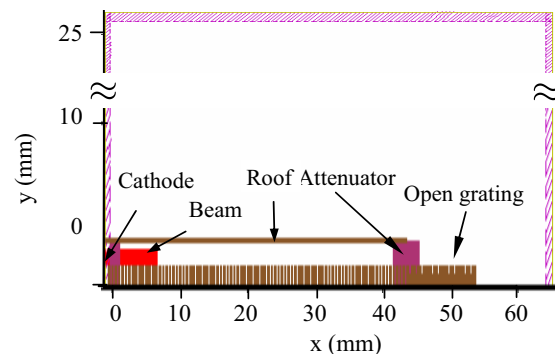 25
10
0
y (mm)
Cathode
Beam
Roof
Attenuator
Open grating
0
10
20
30
40
50
60
x (mm)